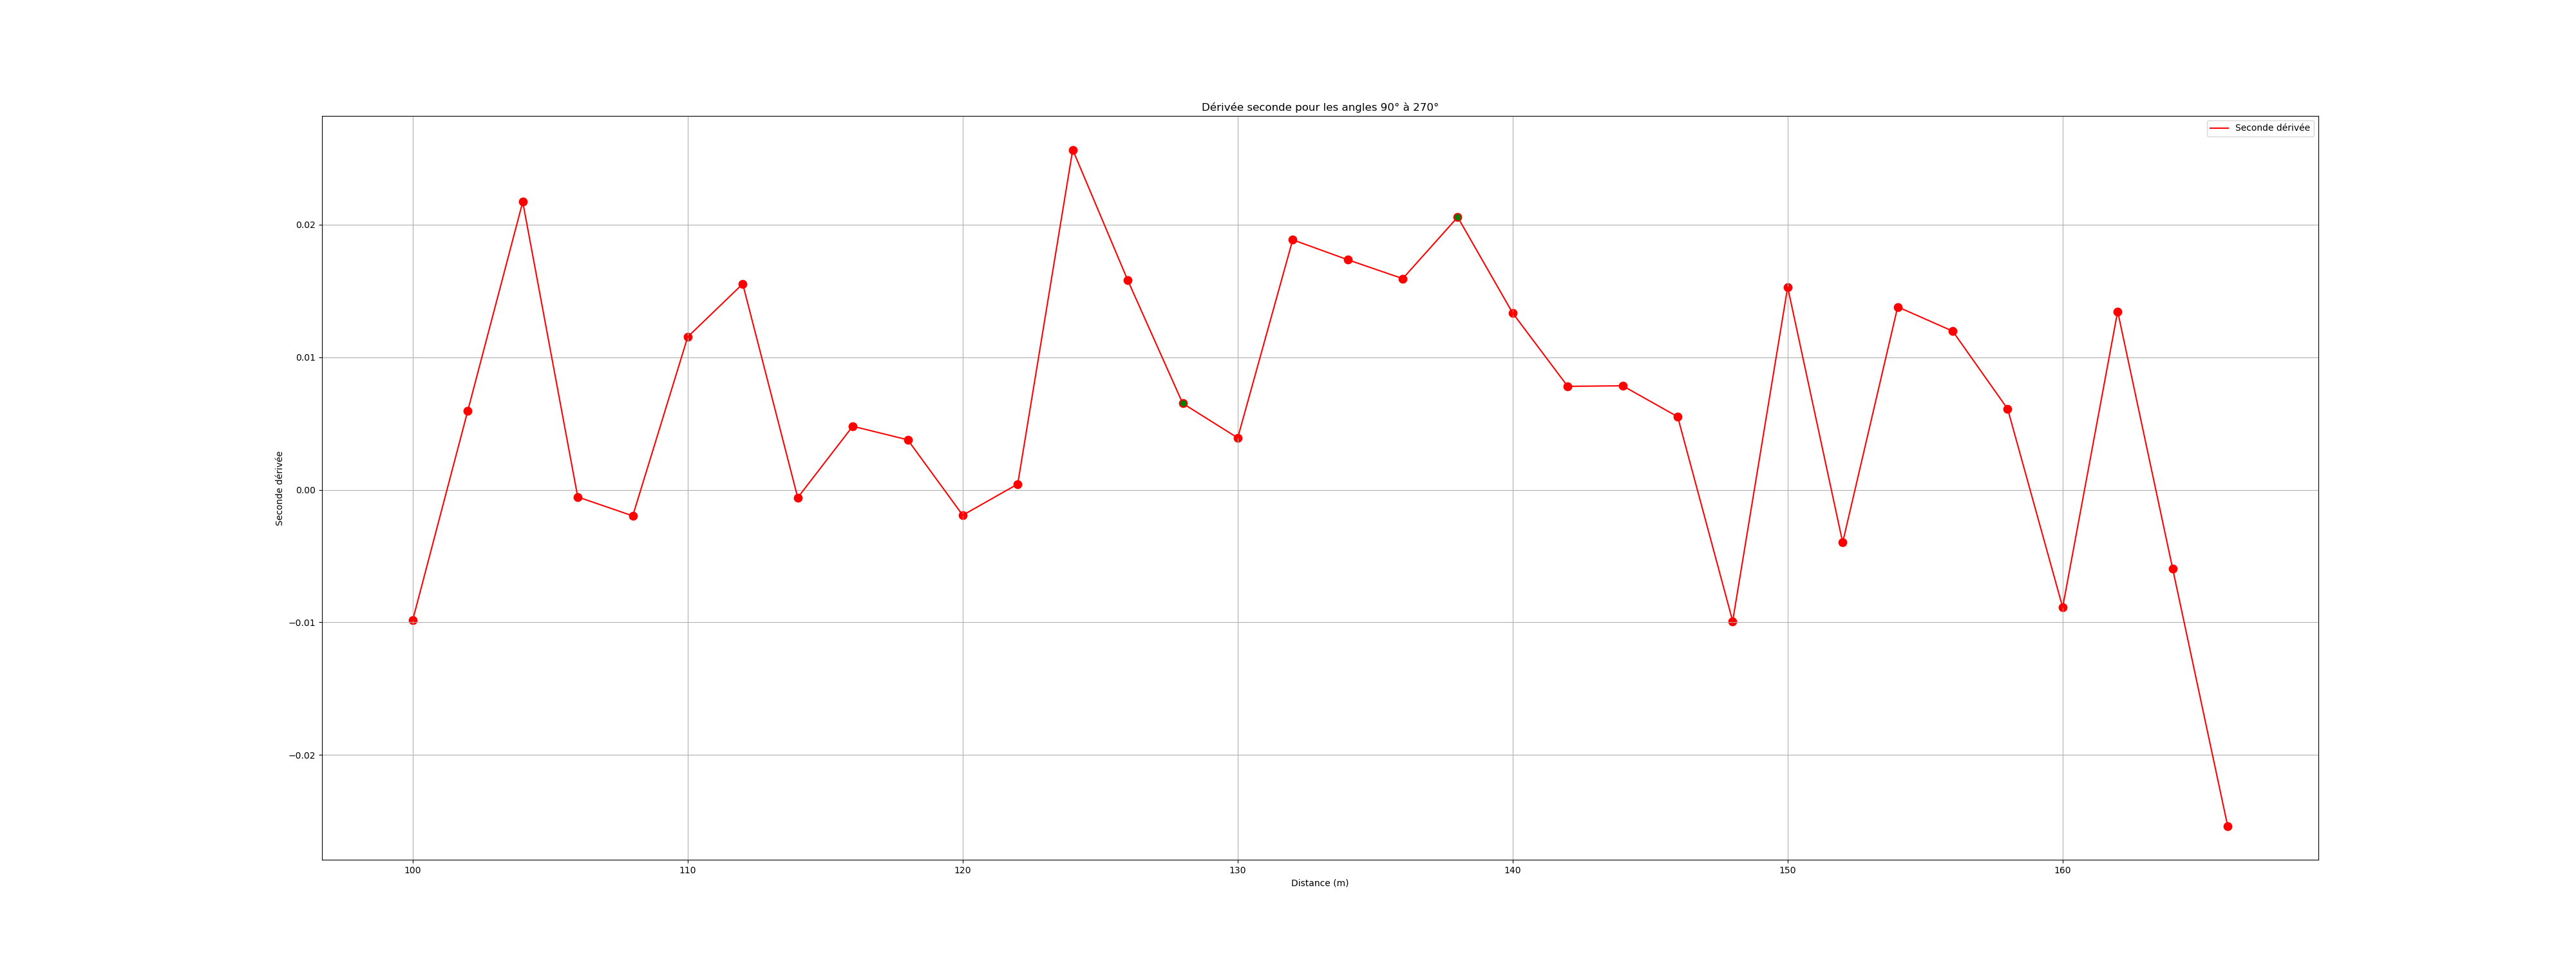 Dérivée seconde pour les angles 90° à 270°
Seconde dérivée
0.02
0.01
0.00
−0.01
−0.02
Seconde dérivée
100 110 120 130 140 150 160
Distance (m)